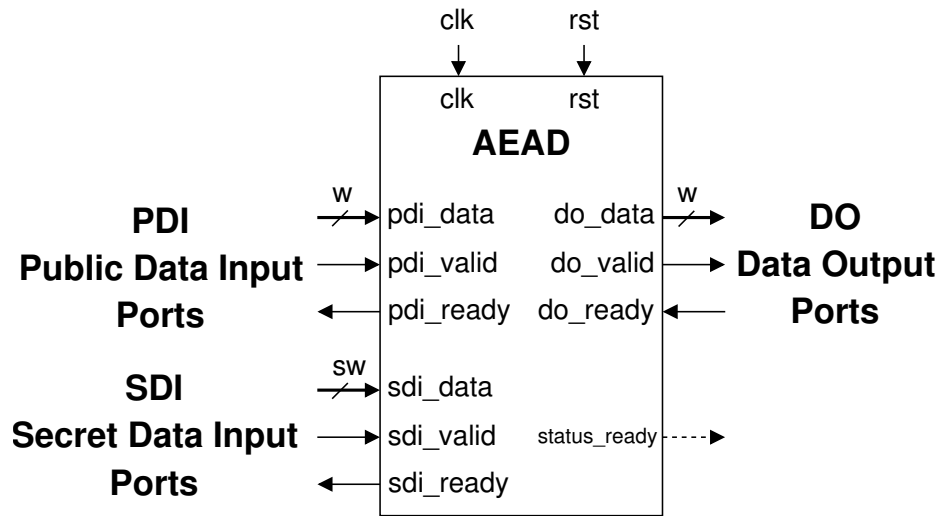 clk rst
clk rst
AEAD
w
w
PDI
Public Data Input
Ports
pdi_data
pdi_valid
pdi_ready
do_data
do_valid
do_ready
DO
Data Output
Ports
sw
SDI
Secret Data Input
Ports
sdi_data
sdi_valid
sdi_ready
status_ready